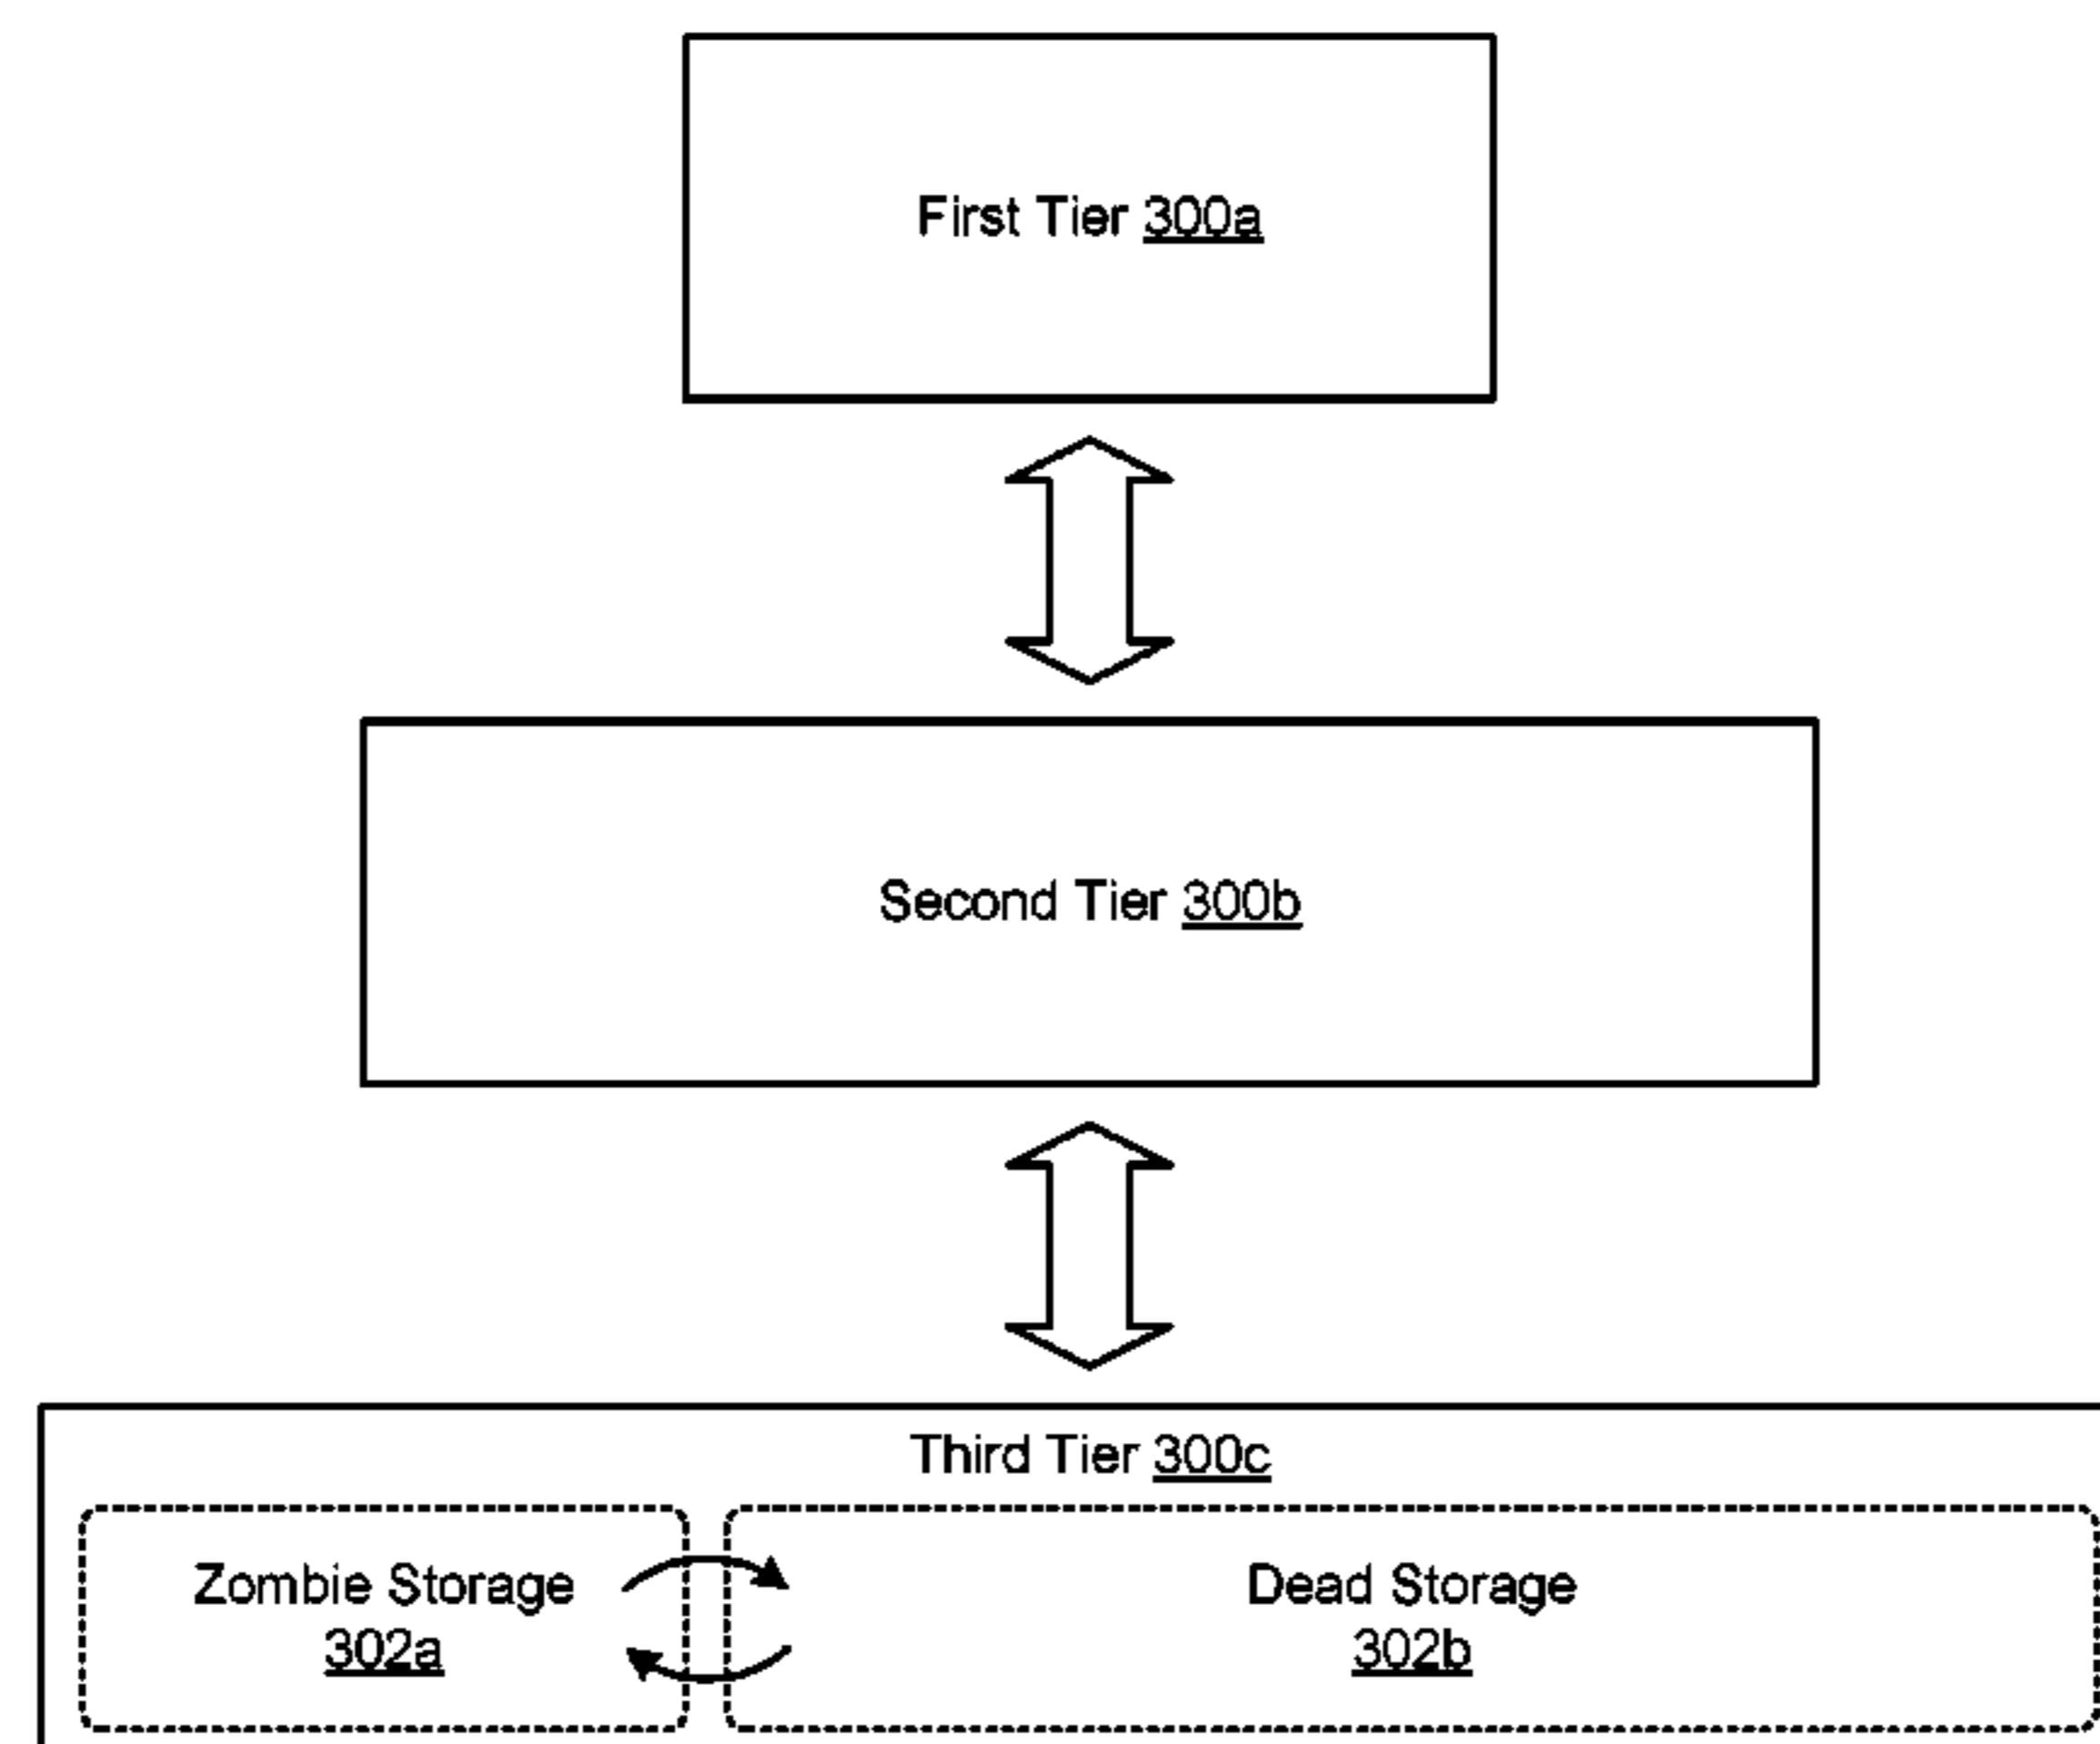 First Tier 300a
Second Tier 300b
Third Tier 300c
Zombie Storage
302a
Dead Storage
302b